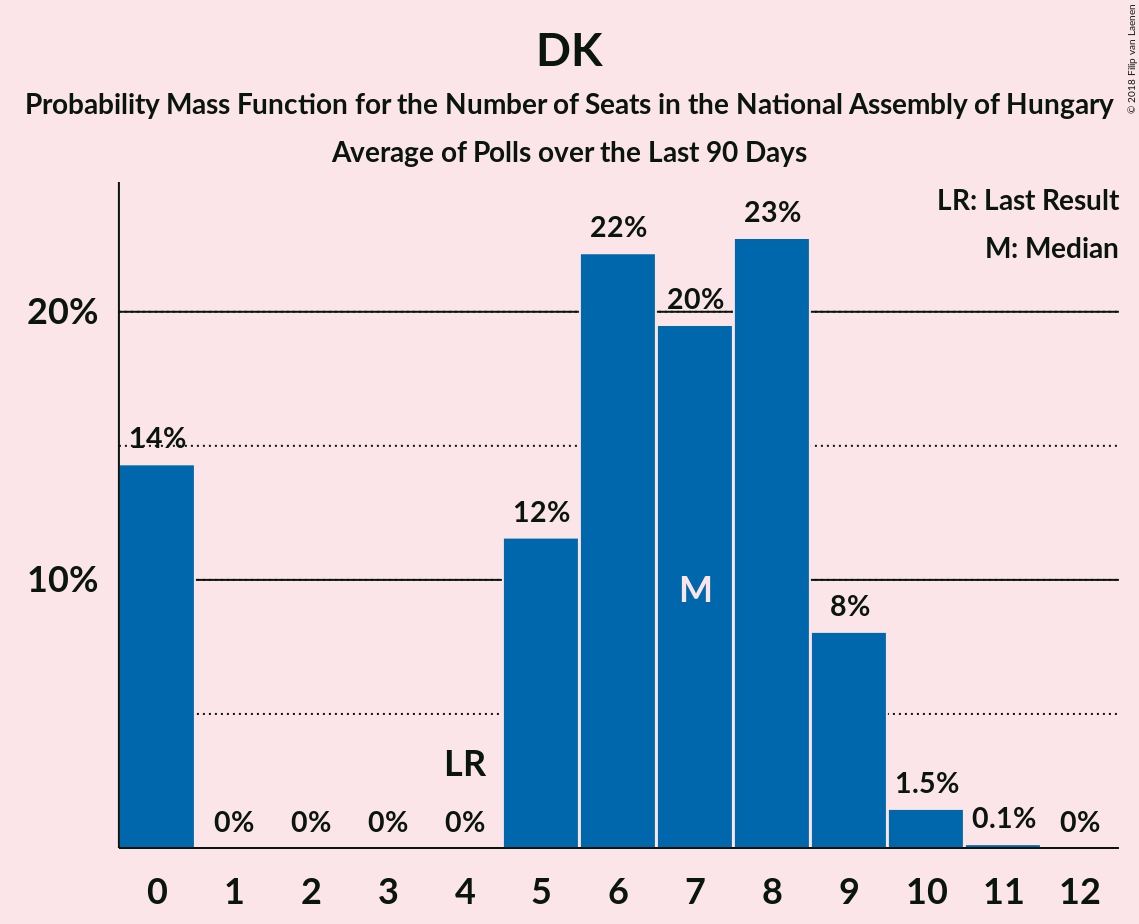 DK
Probability Mass Function for the Number of Seats in the National Assembly of Hungary
Average of Polls over the Last 90 Days
© 2018 Filip van Laenen
LR: Last Result
M: Median
23%
22%
20%
20%
14%
12%
10%
M
8%
LR
1.5%
0% 0% 0% 0% 0.1% 0%
0 1 2 3 4 5 6 7 8 9 10 11 12